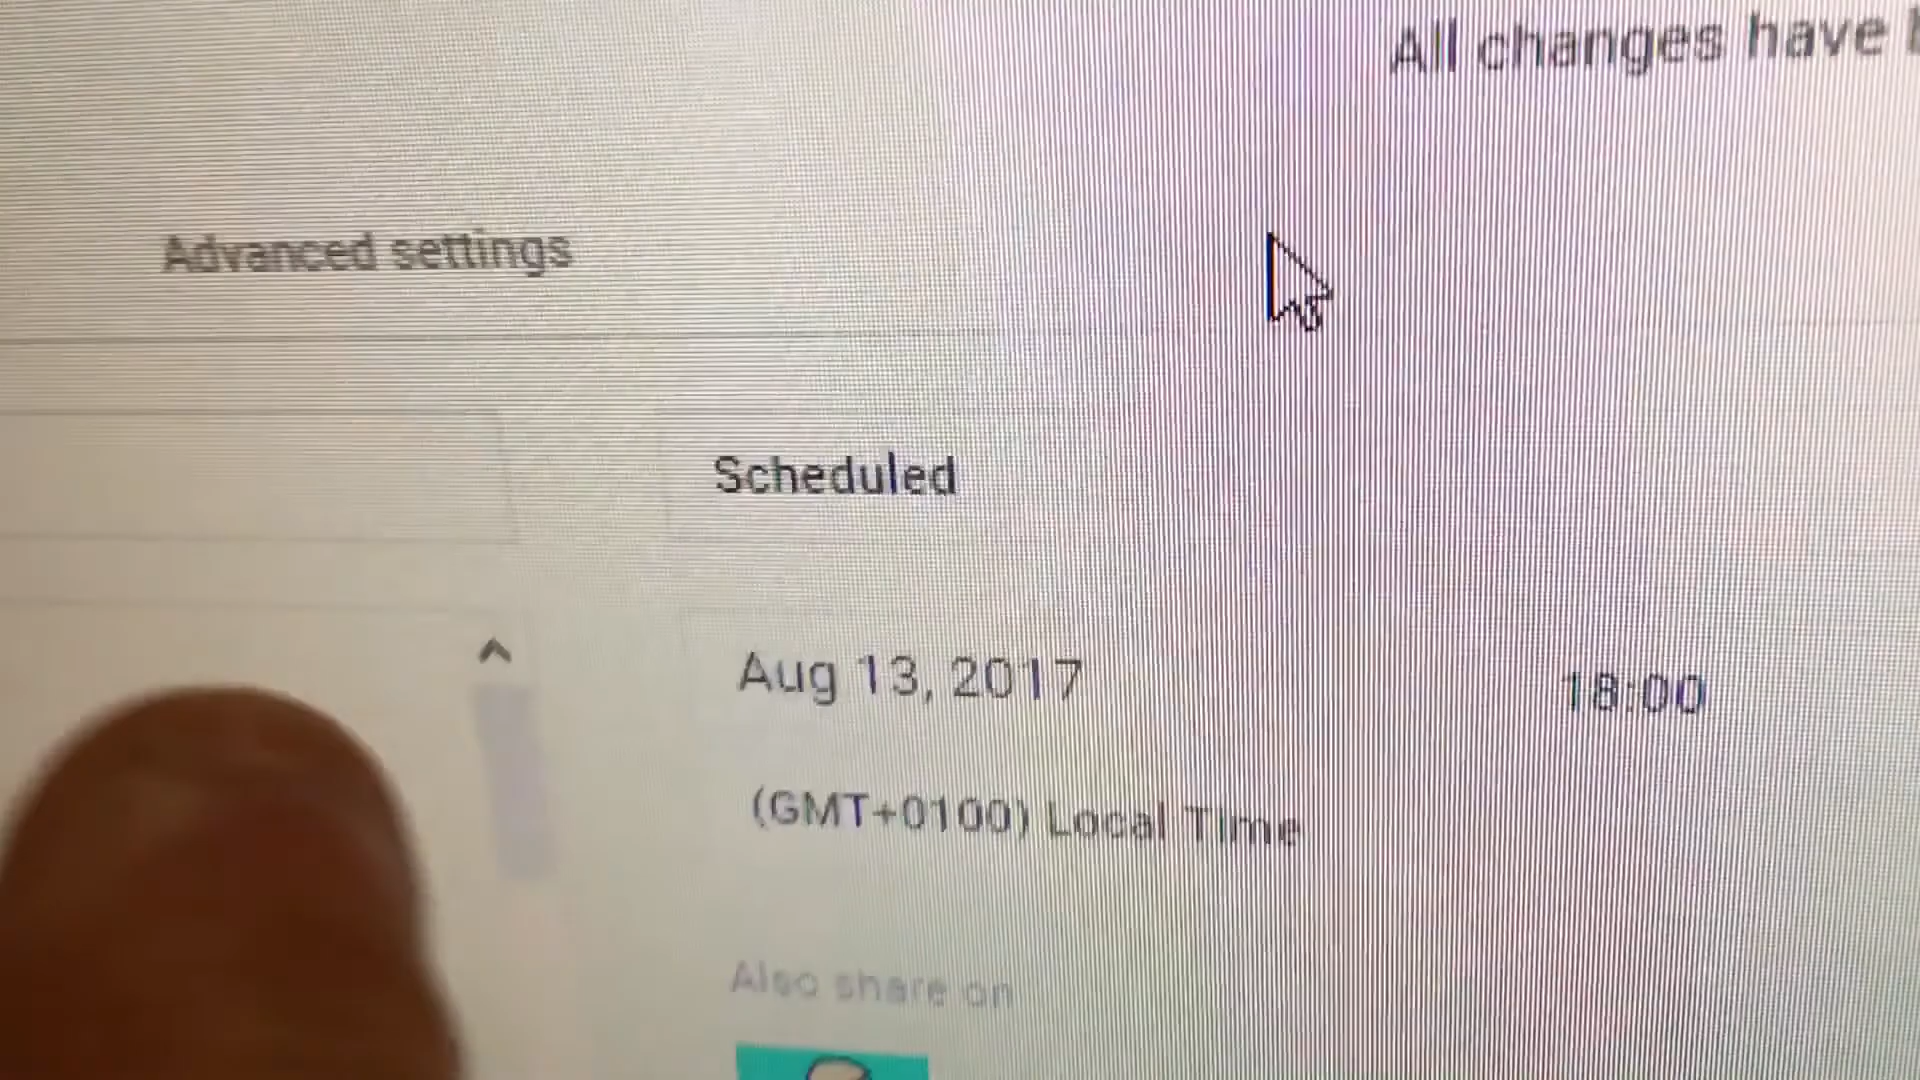 All changes have
Advanced settings
Scheduled
Aug 13, 2017 18:00
(GMT+0100) Local Time
Also share on